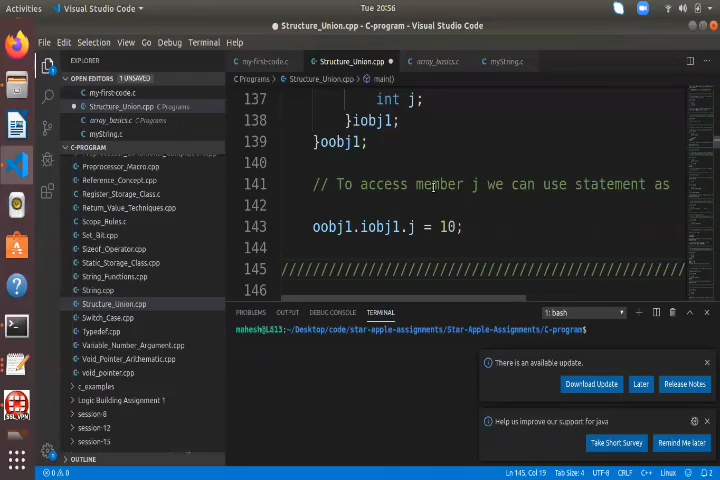 Activities
Visual Studio Code
Tue 20:56
● Structure_Union.cpp - C-program - Visual Studio Code
File Edit Selection View Go Debug Terminal Help
EXPLORER
my-first-code.c
Structure_Union.cpp
array_basics.c
myString.c
C Programs > Structure_Union.cpp > main()
OPEN EDITORS 1 UNSAVED
my-first-code.c
Structure_Union.cpp C Programs
array_basics.c C Programs
myString.c
C-PROGRAM
Preprocessor_Macro.cpp
Reference_Concept.cpp
Register_Storage_Class.c
Return_Value_Techniques.cpp
Scope_Rules.c
Set_Bit.cpp
Sizeof_Operator.cpp
Static_Storage_Class.cpp
String_Functions.cpp
String.cpp
Structure_Union.cpp
Switch_Case.cpp
Typedef.cpp
Variable_Number_Argument.cpp
Void_Pointer_Arithematic.cpp
void_pointer.cpp
c_examples
Logic Building Assignment 1
session-8
session-12
session-15
OUTLINE
137 int j;
138 }iobj1;
139 }oobj1;
140
141 // To access member j we can use statement as
142
143 oobj1.iobj1.j = 10;
144
145 ////////////////////////////////////////////////
146
PROBLEMS OUTPUT DEBUG CONSOLE TERMINAL
1: bash
mahesh@L813:~/Desktop/code/star-apple-assignments/Star-Apple-Assignments/C-program$
There is an available update.
Download Update Later Release Notes
Help us improve our support for java
Take Short Survey Remind Me later
[SSL_VPN]
0 0
Ln 145, Col 19 Tab Size: 4 UTF-8 CRLF C++ Linux 2